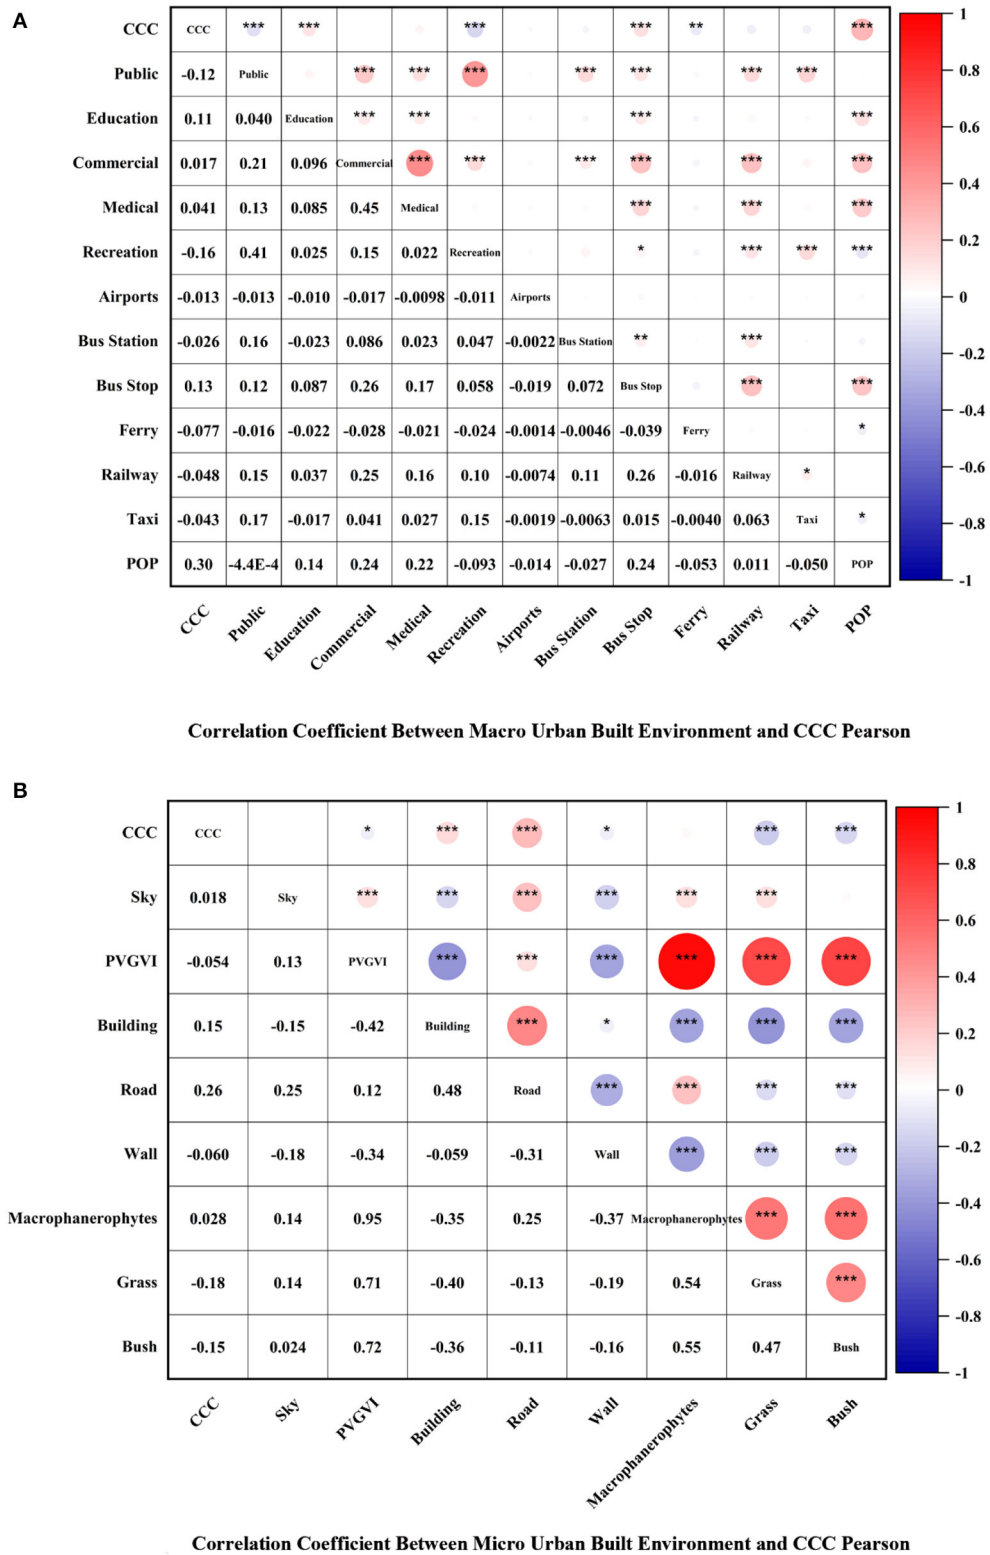 A
CCC CCC *** *** *** *** ** ***
Public -0.12 Public *** *** *** *** *** *** ***
Education 0.11 0.040 Education *** *** *** ***
Commercial 0.017 0.21 0.096 Commercial *** *** *** *** *** ***
Medical 0.041 0.13 0.085 0.45 Medical *** *** ***
Recreation -0.16 0.41 0.025 0.15 0.022 Recreation * *** *** ***
Airports -0.013 -0.013 -0.010 -0.017 -0.0098 -0.011 Airports
Bus Station -0.026 0.16 -0.023 0.086 0.023 0.047 -0.0022 Bus Station ** ***
Bus Stop 0.13 0.12 0.087 0.26 0.17 0.058 -0.019 0.072 Bus Stop *** ***
Ferry -0.077 -0.016 -0.022 -0.028 -0.021 -0.024 -0.0014 -0.0046 -0.039 Ferry *
Railway -0.048 0.15 0.037 0.25 0.16 0.10 -0.0074 0.11 0.26 -0.016 Railway *
Taxi -0.043 0.17 -0.017 0.041 0.027 0.15 -0.0019 -0.0063 0.015 -0.0040 0.063 Taxi *
POP 0.30 -4.4E-4 0.14 0.24 0.22 -0.093 -0.014 -0.027 0.24 -0.053 0.011 -0.050 POP
CCC Public Education Commercial Medical Recreation Airports Bus Station Bus Stop Ferry Railway Taxi POP
1
0.8
0.6
0.4
0.2
0
-0.2
-0.4
-0.6
-0.8
-1
Correlation Coefficient Between Macro Urban Built Environment and CCC Pearson
B
CCC CCC * *** *** * *** ***
Sky 0.018 Sky *** *** *** *** *** ***
PVGVI -0.054 0.13 PVGVI *** *** *** *** *** ***
Building 0.15 -0.15 -0.42 Building *** * *** *** ***
Road 0.26 0.25 0.12 0.48 Road *** *** *** ***
Wall -0.060 -0.18 -0.34 -0.059 -0.31 Wall *** *** ***
Macrophanerophytes 0.028 0.14 0.95 -0.35 0.25 -0.37 Macrophanerophytes *** ***
Grass -0.18 0.14 0.71 -0.40 -0.13 -0.19 0.54 Grass ***
Bush -0.15 0.024 0.72 -0.36 -0.11 -0.16 0.55 0.47 Bush
CCC Sky PVGVI Building Road Wall Macrophanerophytes Grass Bush
1
0.8
0.6
0.4
0.2
0
-0.2
-0.4
-0.6
-0.8
-1
Correlation Coefficient Between Micro Urban Built Environment and CCC Pearson